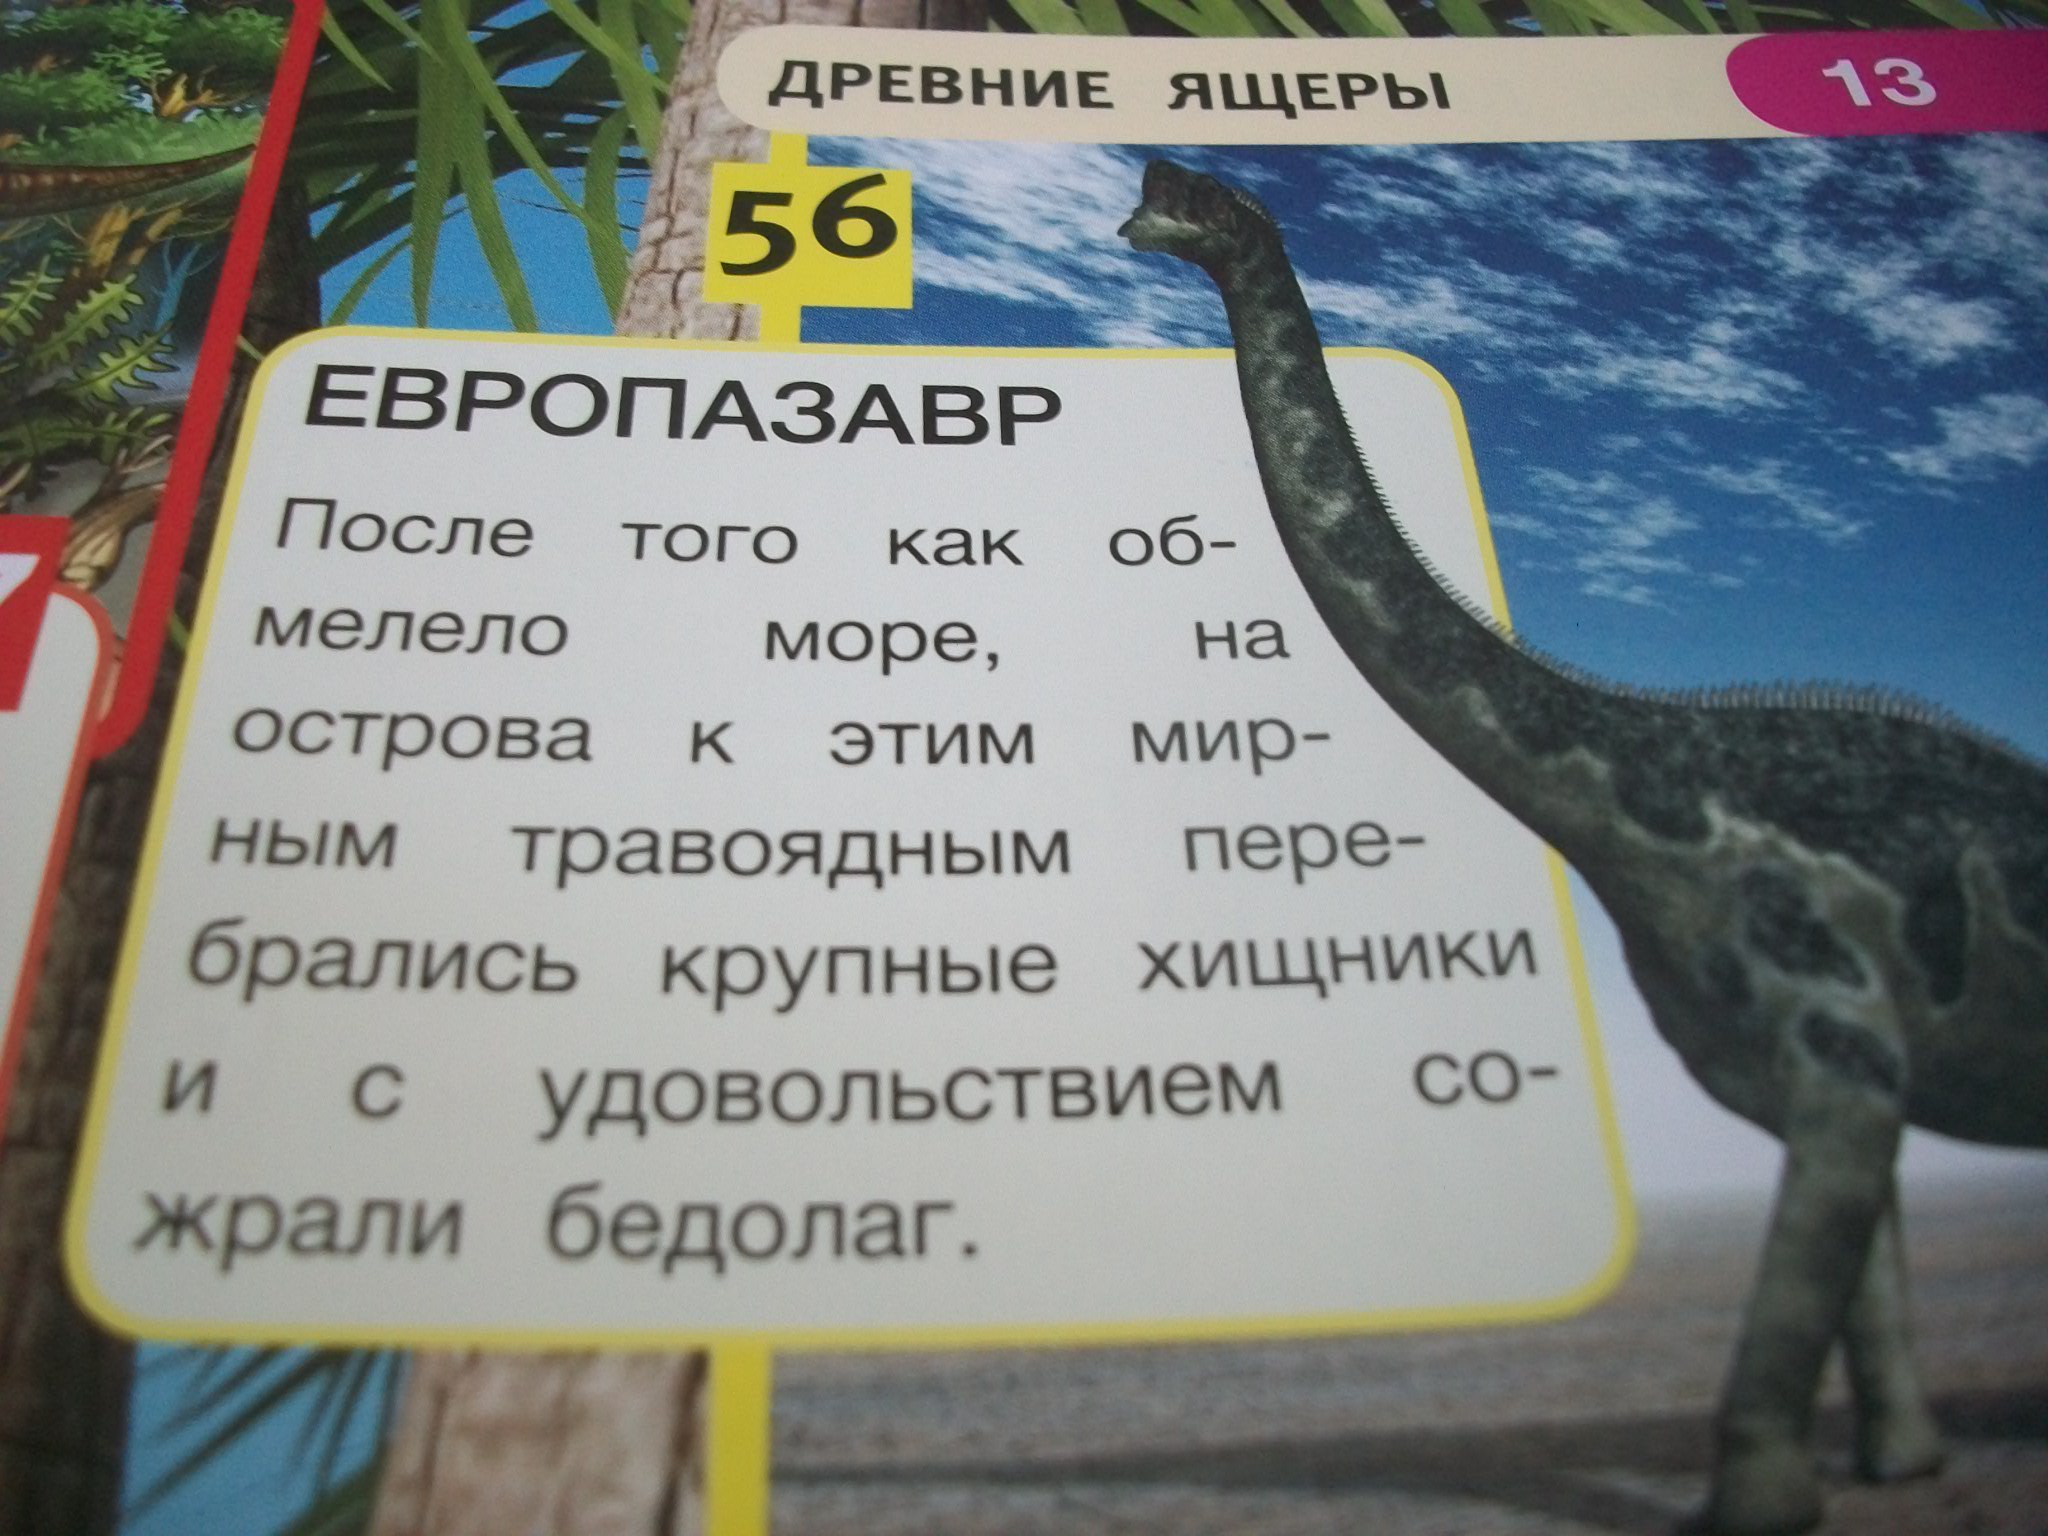 ДРЕВНИЕ ЯЩЕРЫ 13
56
ЕВРОПАЗАВР
После того как об-
мелело море, на
острова к этим мир-
ным травоядным пере-
брались крупные хищники
и с удовольствием со-
жрали бедолаг.
7